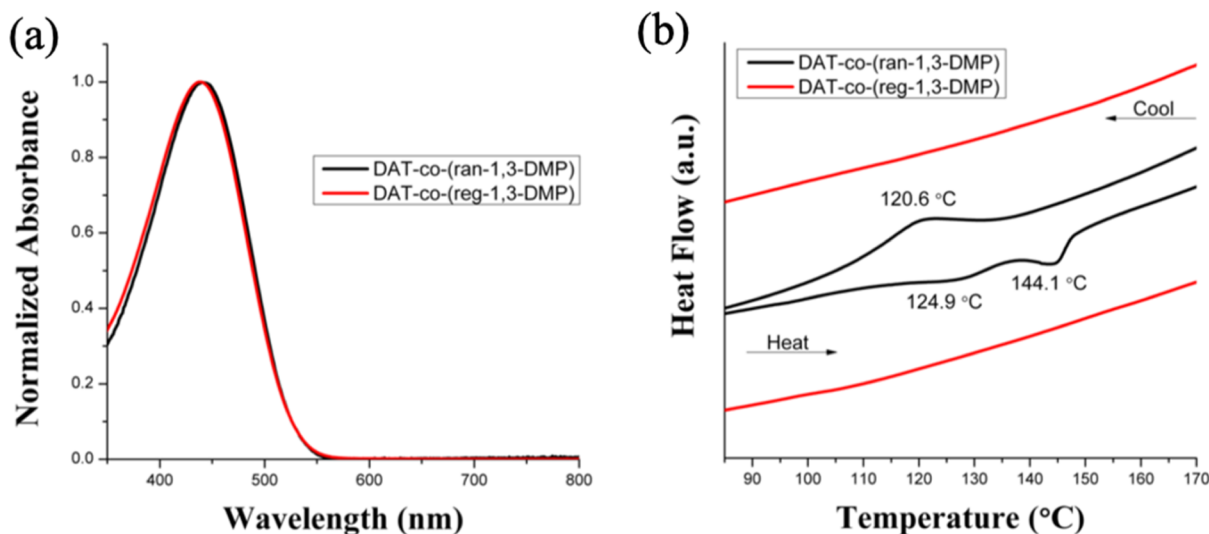 (a)
Normalized Absorbance
1.0
0.8
0.6
0.4
0.2
0.0
DAT-co-(ran-1,3-DMP)
DAT-co-(reg-1,3-DMP)
400
500
600
700
800
Wavelength (nm)
(b)
Heat Flow (a.u.)
DAT-co-(ran-1,3-DMP)
DAT-co-(reg-1,3-DMP)
Cool
120.6 °C
144.1 °C
124.9 °C
Heat
90
100
110
120
130
140
150
160
170
Temperature (°C)